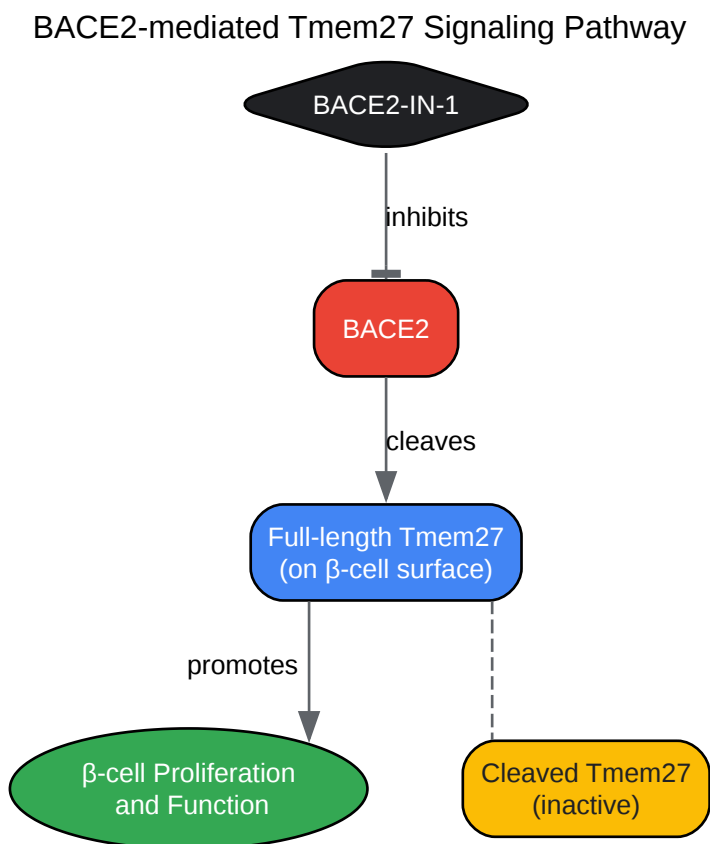 BACE2-mediated Tmem27 Signaling Pathway
BACE2-IN-1
inhibits
BACE2
cleaves
Full-length Tmem27
(on β-cell surface)
promotes
β-cell Proliferation
and Function
Cleaved Tmem27
(inactive)